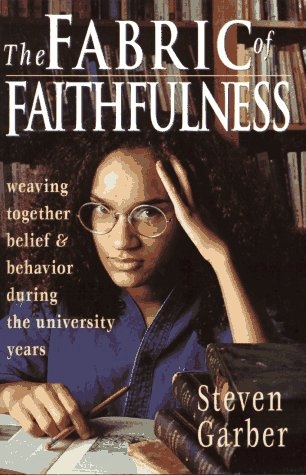 The FABRIC of
FAITHFULNESS
weaving
together
belief &
behavior
during
the university
years
Steven
Garber